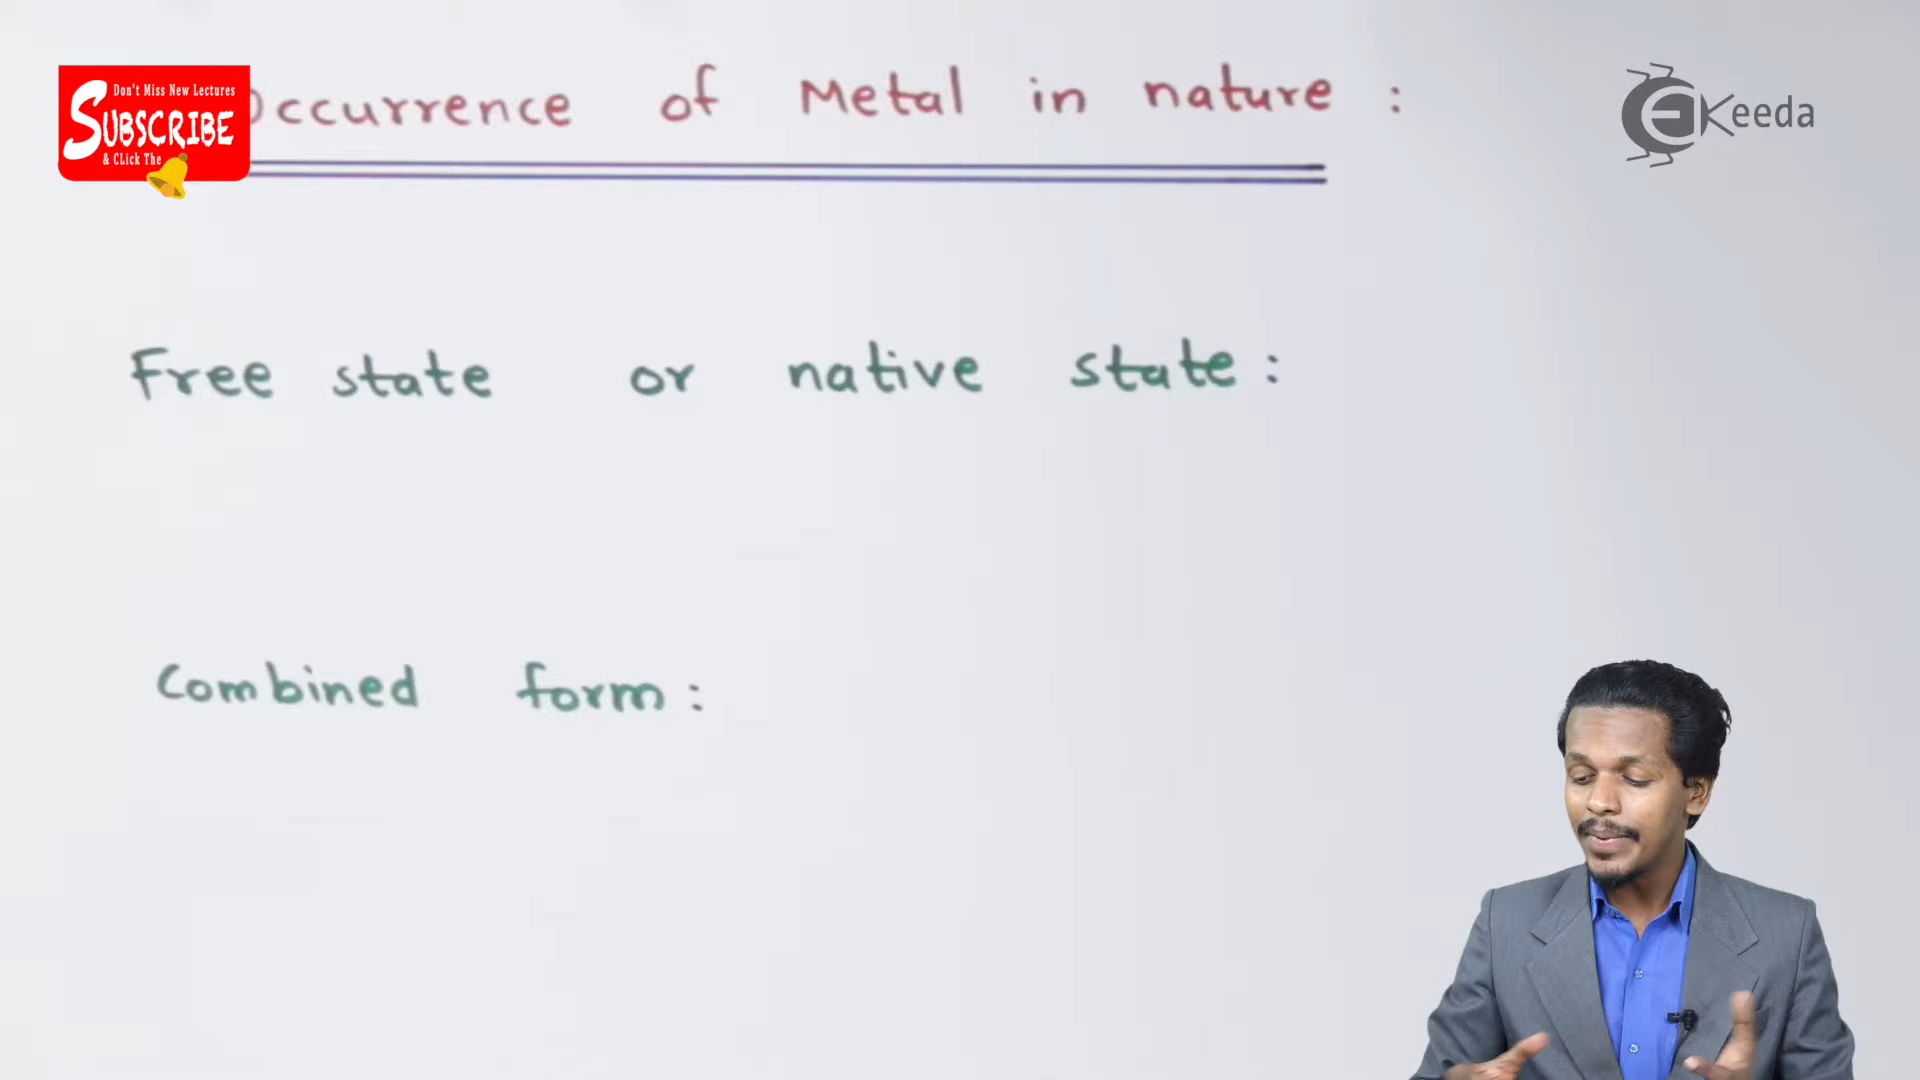 Don't Miss New Lectures
SUBSCRIBE
& CLick The
Occurrence of Metal in nature :
EKeeda
Free state or native state :
Combined form :